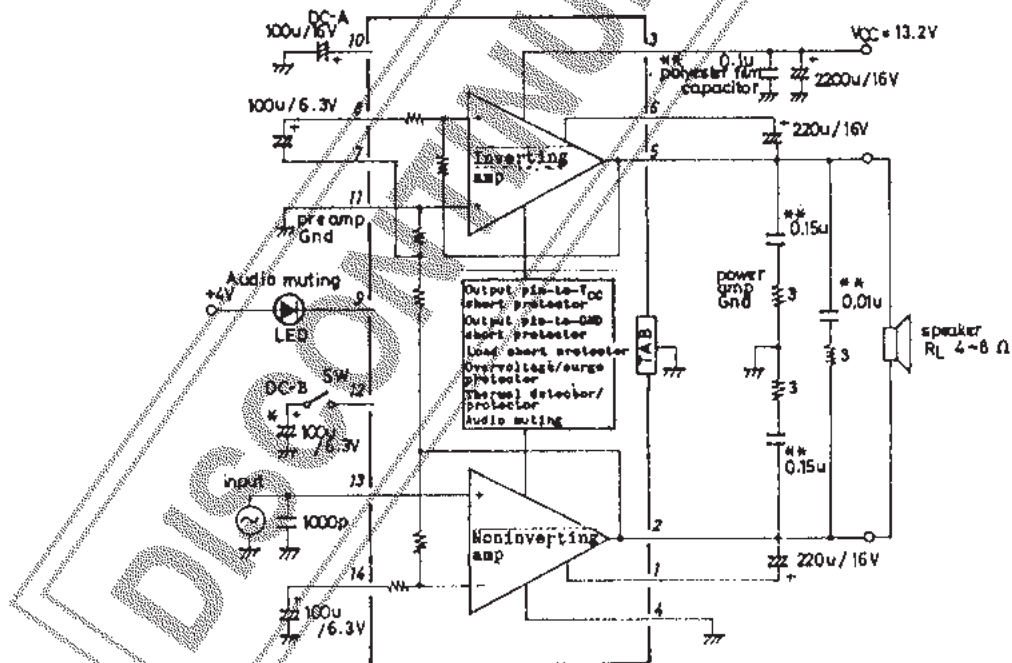 DC-A
100u/16V
10
+
3
VCC = 13.2V
** 0.1u
polyester film
capacitor
+
2200u/16V
100u/6.3V
8
+
6
+
220u/16V
7
5
Inverting
amp
11
preamp
Gnd
** 0.15u
power
amp
Gnd
3
** 0.01u
3
Audio muting
+4V
LED
9
Output pin-to-VCC
short protector
Output pin-to-GND
short protector
Load short protector
Overvoltage/surge
protector
Thermal detector/
protector
Audio muting
TAB
speaker
RL 4~8 Ω
DC-B
SW
12
*
+
100u
/6.3V
3
** 0.15u
input
13
+
1000p
Noninverting
amp
2
220u/16V
+
14
−
1
+
100u
/6.3V
4
DISCONTINUED